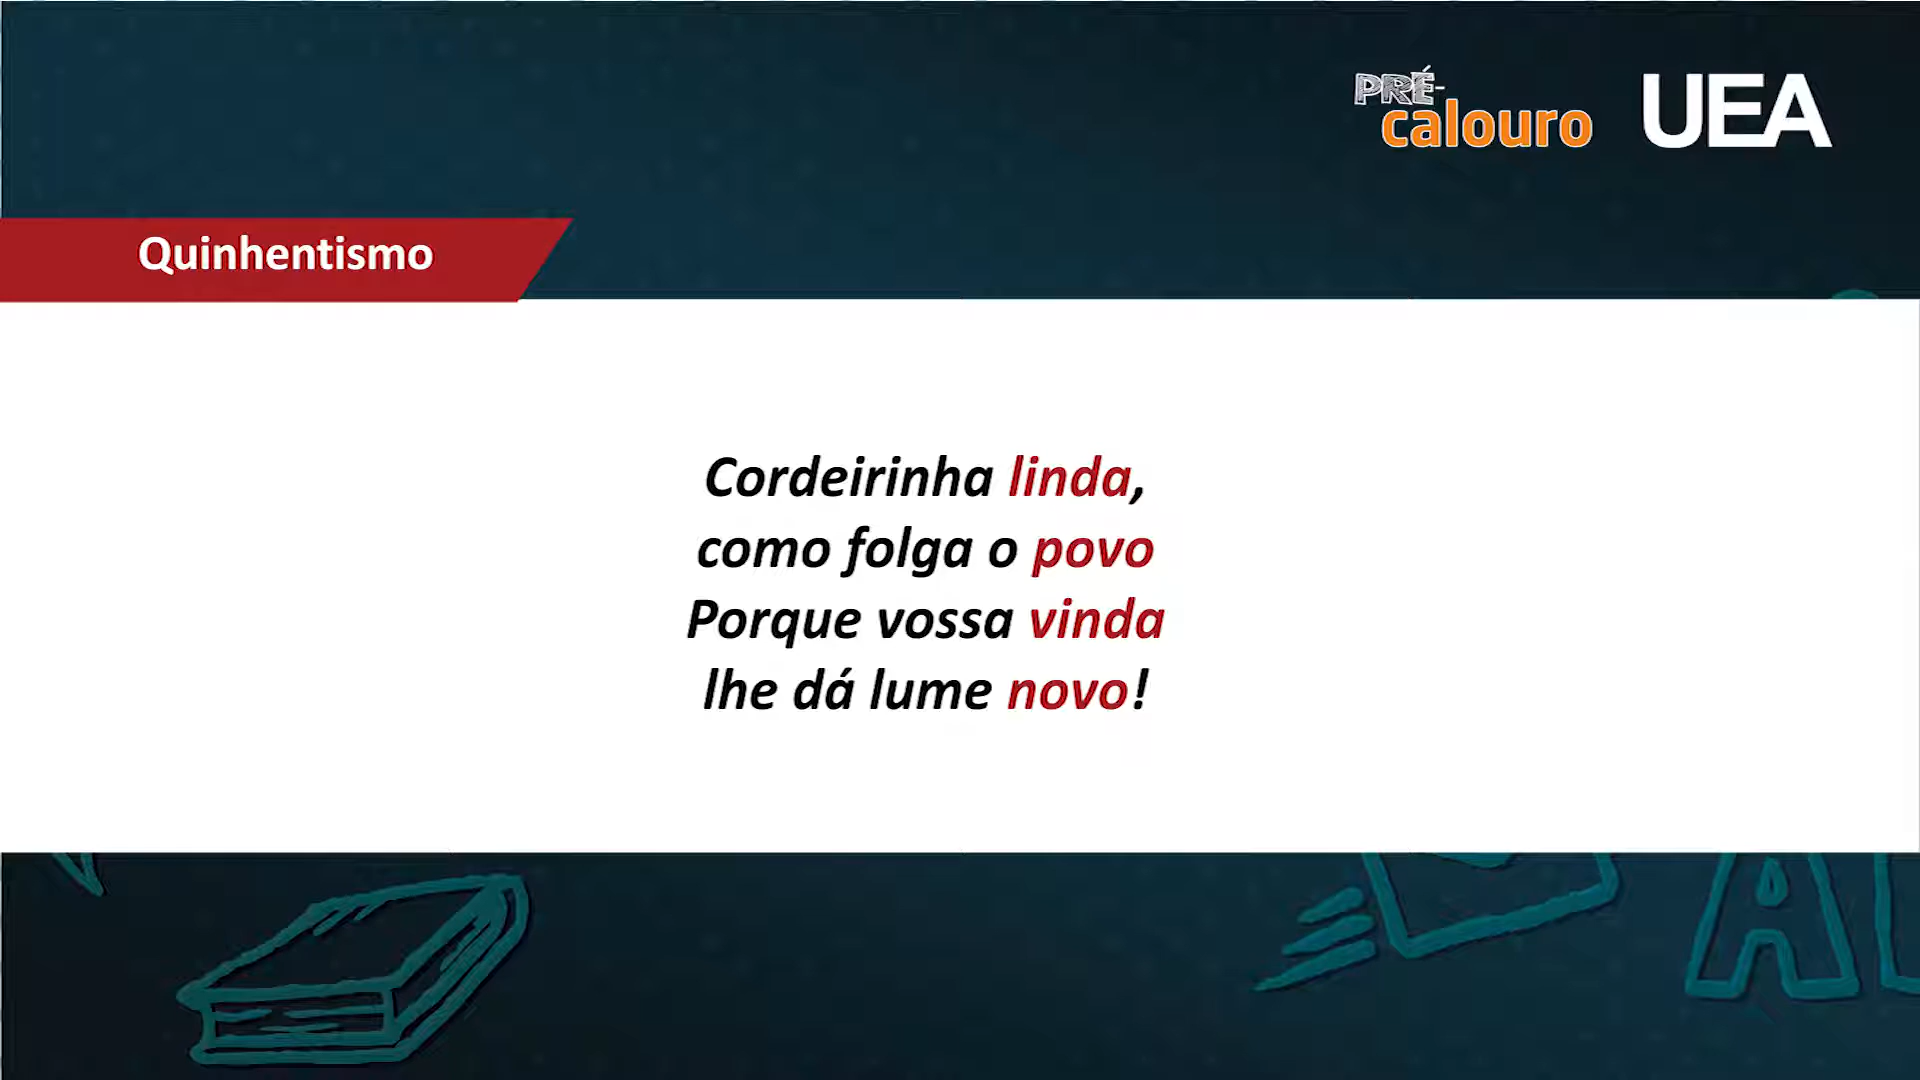 PRÉ-
calouro
UEA
Quinhentismo
Cordeirinha linda,
como folga o povo
Porque vossa vinda
lhe dá lume novo!
A